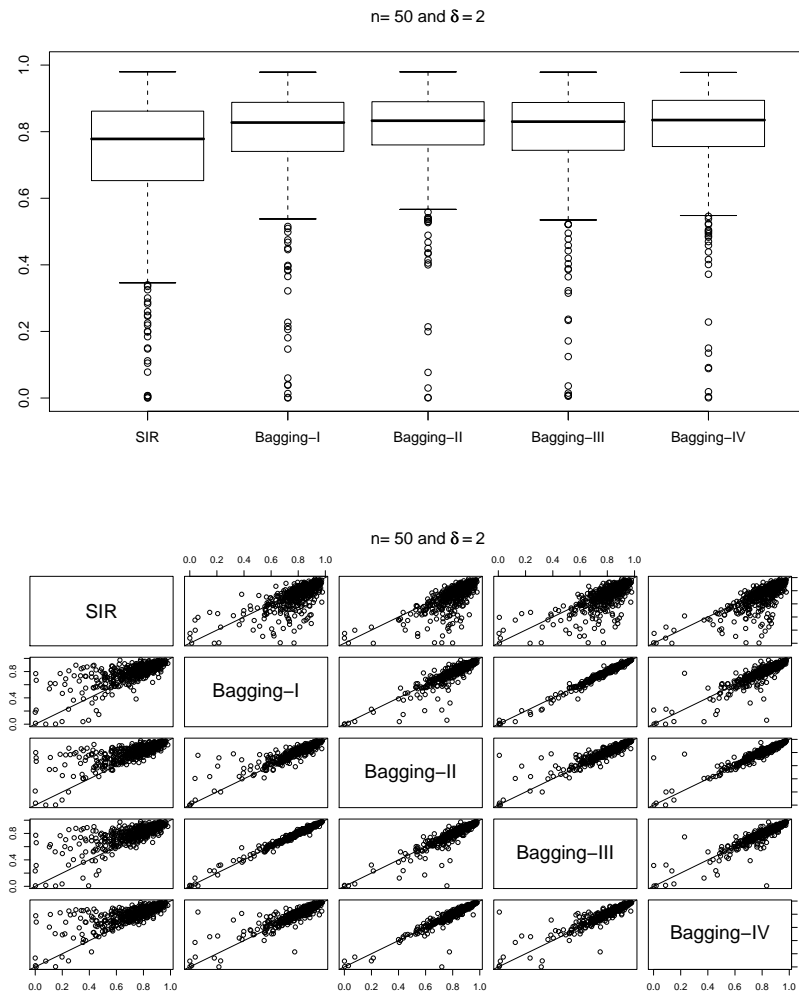 n= 50 and δ = 2
1.0
0.8
0.6
0.4
0.2
0.0
SIR Bagging−I Bagging−II Bagging−III Bagging−IV
n= 50 and δ = 2
0.0 0.2 0.4 0.6 0.8 1.0 0.0 0.2 0.4 0.6 0.8 1.0
SIR
0.0 0.4 0.8
Bagging−I
Bagging−II
0.0 0.4 0.8
Bagging−III
Bagging−IV
0.0 0.2 0.4 0.6 0.8 1.0 0.0 0.2 0.4 0.6 0.8 1.0 0.0 0.2 0.4 0.6 0.8 1.0